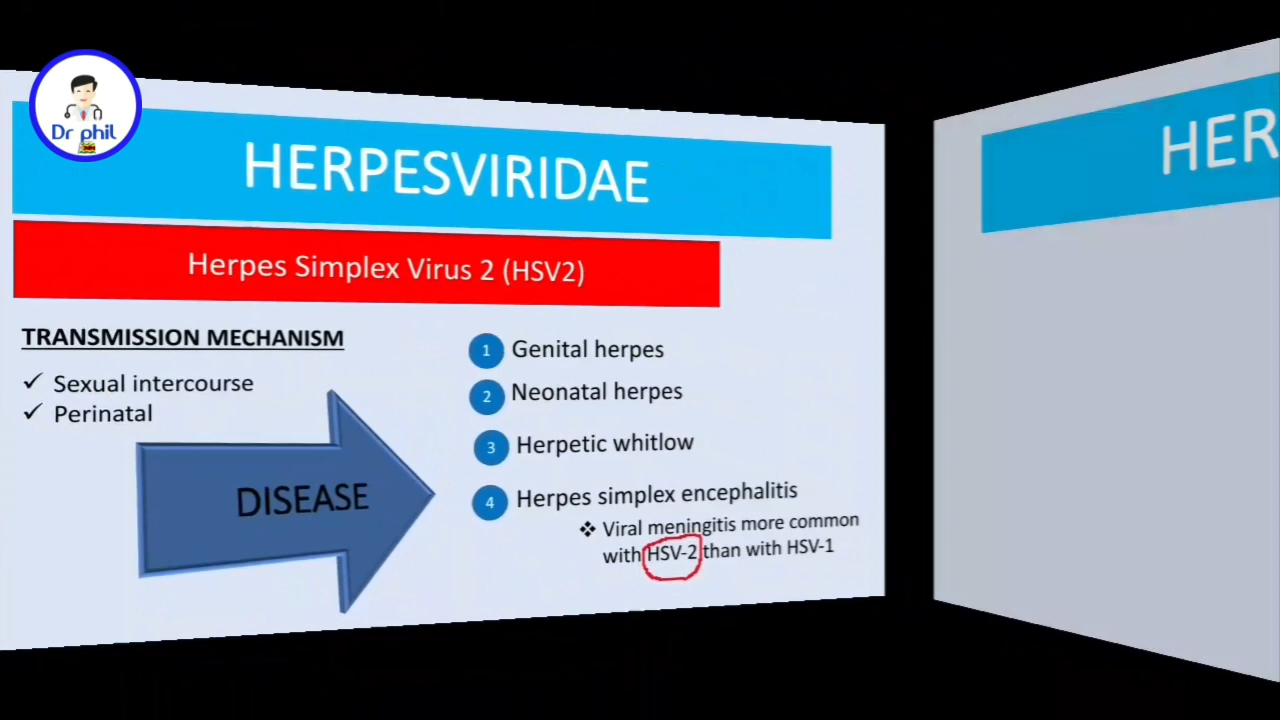 Dr phil
HERPESVIRIDAE
Herpes Simplex Virus 2 (HSV2)
TRANSMISSION MECHANISM
✓ Sexual intercourse
✓ Perinatal
DISEASE
1 Genital herpes
2 Neonatal herpes
3 Herpetic whitlow
4 Herpes simplex encephalitis
❖ Viral meningitis more common
with HSV-2 than with HSV-1
HER